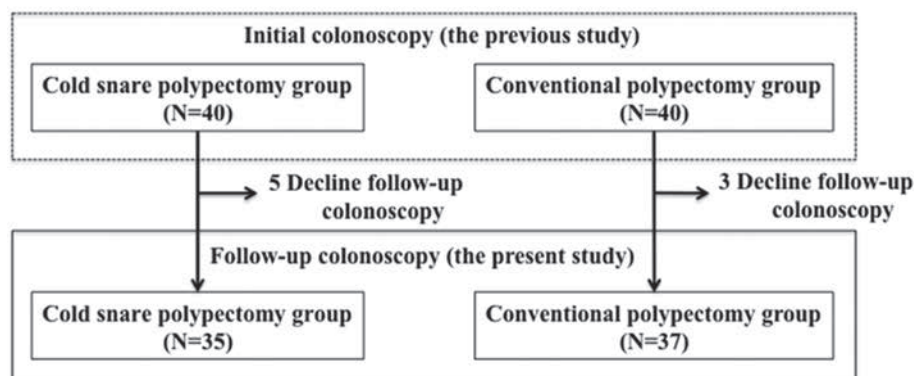 Initial colonoscopy (the previous study)
Cold snare polypectomy group
(N=40)
Conventional polypectomy group
(N=40)
5 Decline follow-up
colonoscopy
3 Decline follow-up
colonoscopy
Follow-up colonoscopy (the present study)
Cold snare polypectomy group
(N=35)
Conventional polypectomy group
(N=37)